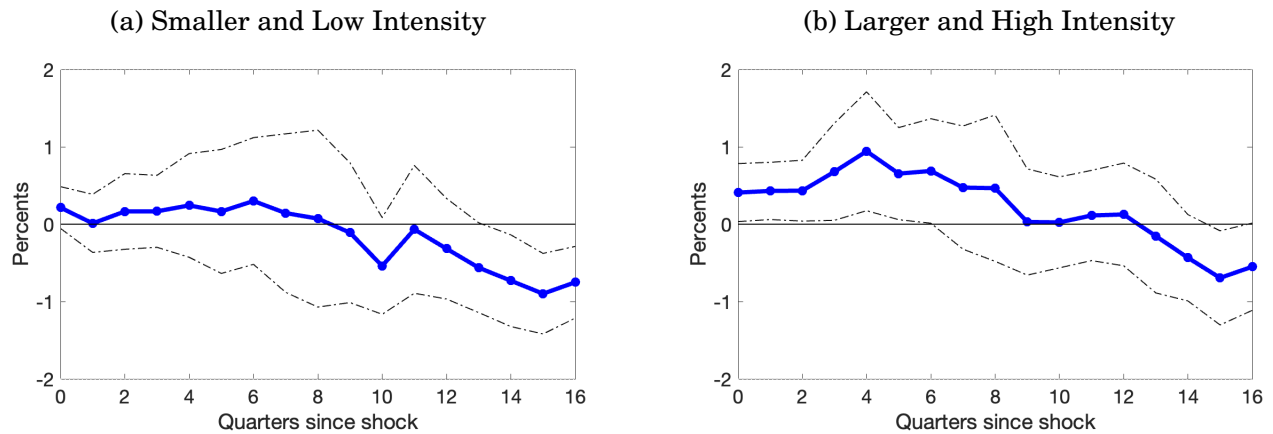 (a) Smaller and Low Intensity
2
1
0
-1
-2
Percents
0 2 4 6 8 10 12 14 16
Quarters since shock
(b) Larger and High Intensity
2
1
0
-1
-2
Percents
0 2 4 6 8 10 12 14 16
Quarters since shock